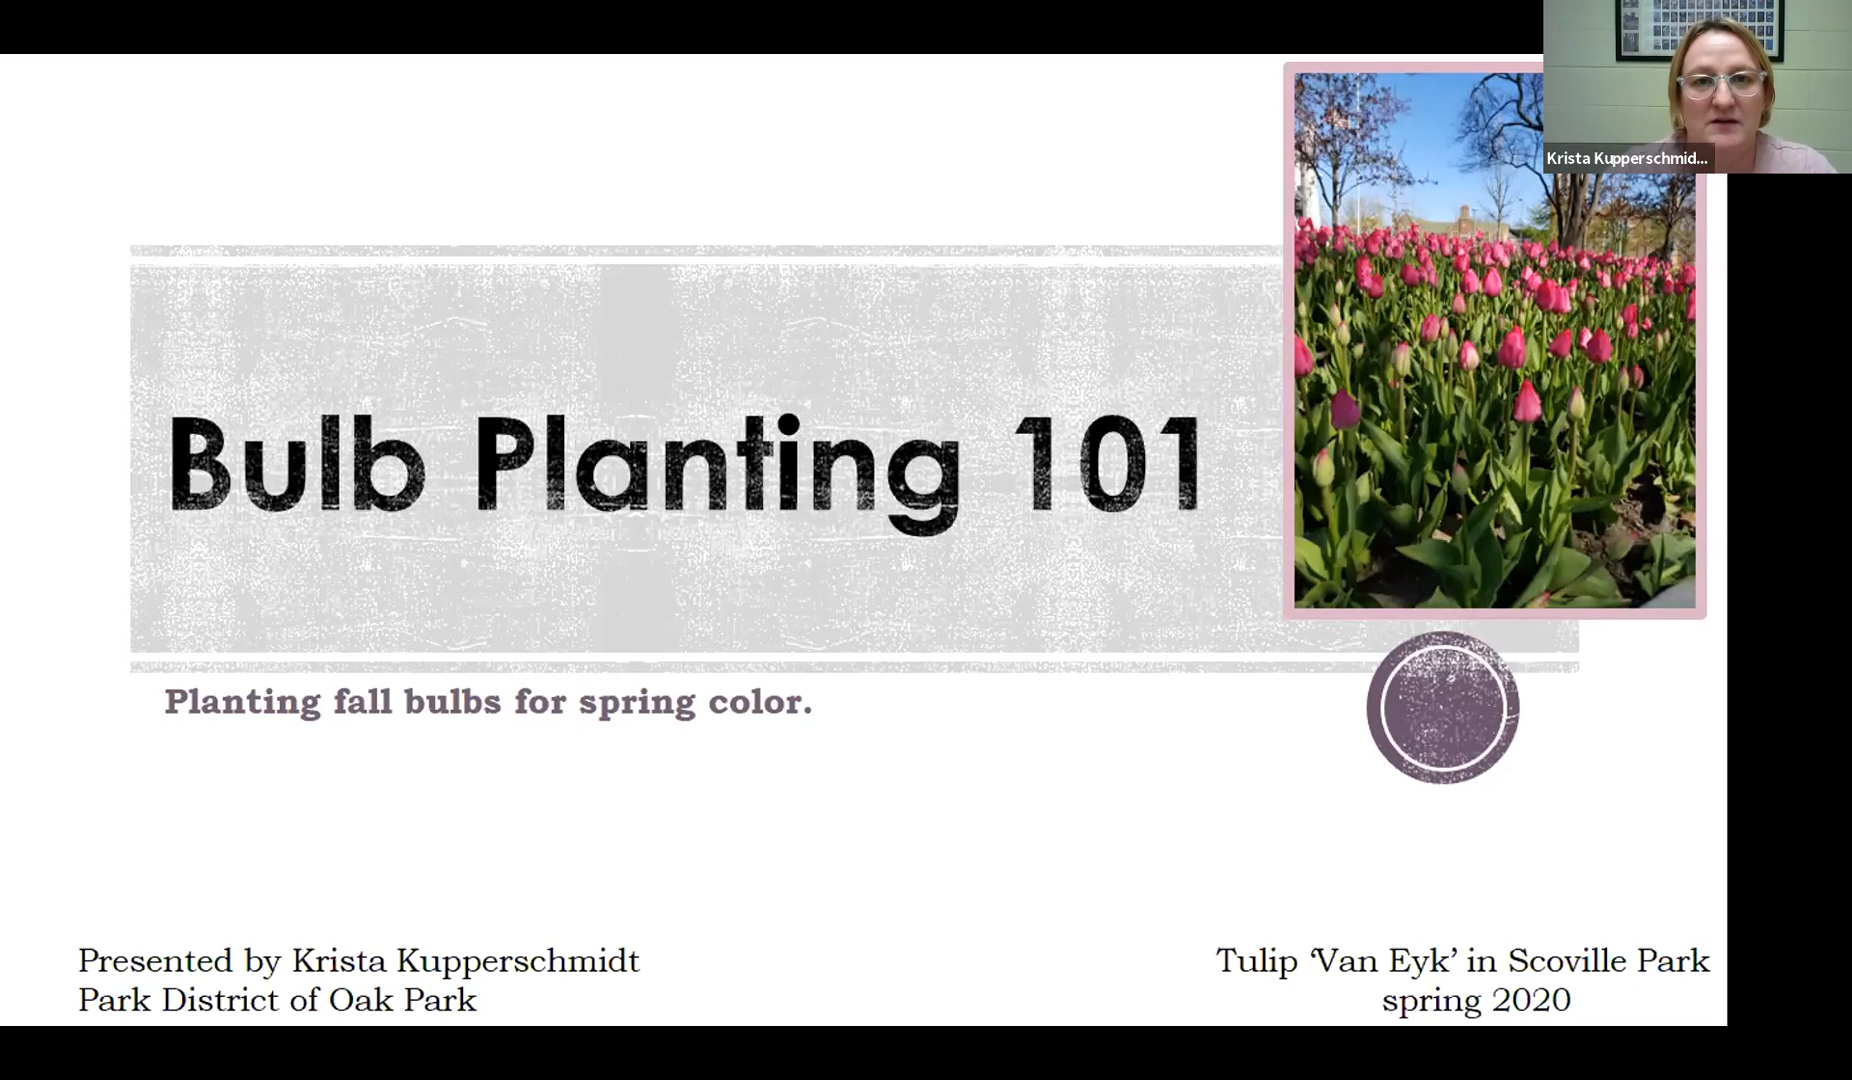 Krista Kupperschmid...
Bulb Planting 101
Planting fall bulbs for spring color.
Presented by Krista Kupperschmidt
Park District of Oak Park
Tulip ‘Van Eyk’ in Scoville Park
spring 2020